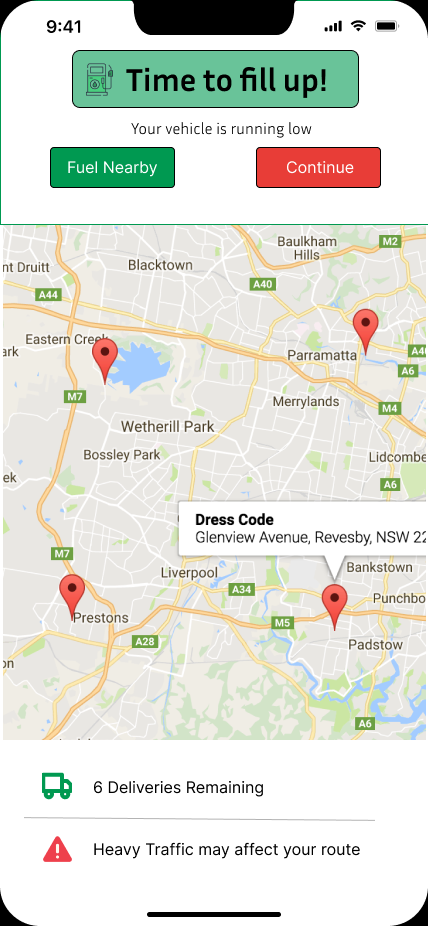 9:41
Time to fill up!
Your vehicle is running low
Fuel Nearby
Continue
Baulkham
Hills
M2
nt Druitt
Blacktown
A40
A44
Eastern Creek
ark
Parramatta
A40
A6
M7
M4
Merrylands
Wetherill Park
Bossley Park
Lidcombe
ek
A6
Dress Code
Glenview Avenue, Revesby, NSW 22
M7
Liverpool
Bankstown
A34
Punchbo
Prestons
M5
A28
Padstow
on
A6
6 Deliveries Remaining
Heavy Traffic may affect your route